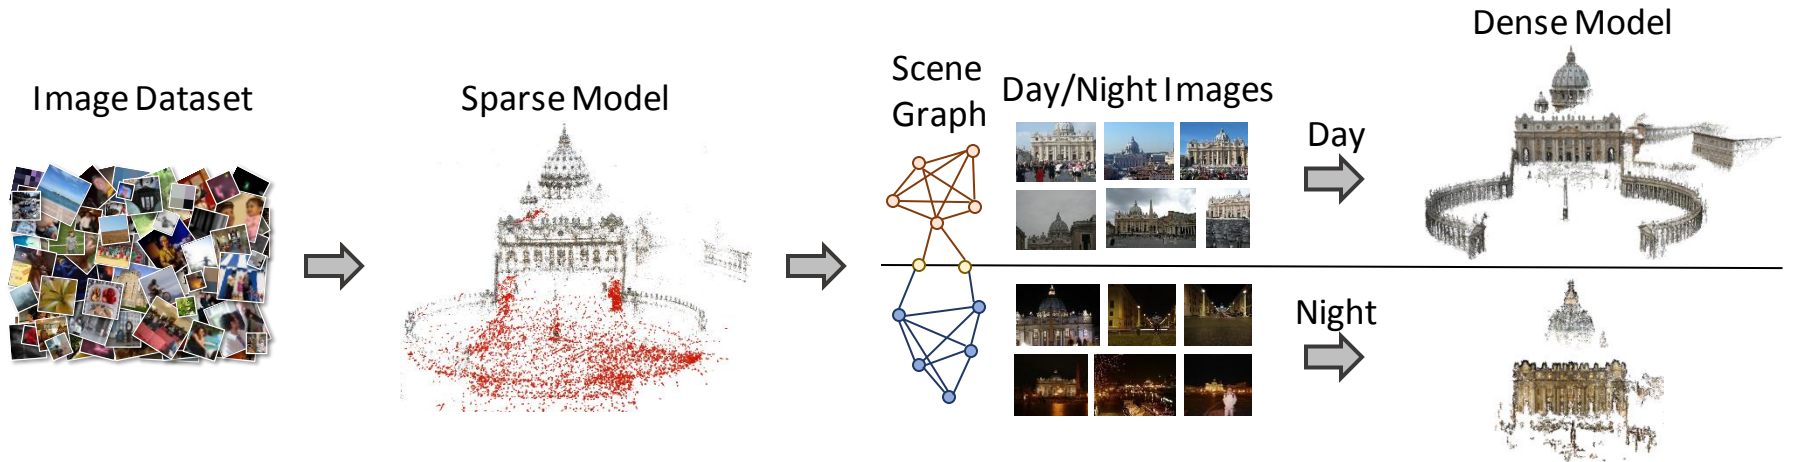 Image Dataset
Sparse Model
Scene
Graph
Day/Night Images
Day
Dense Model
Night